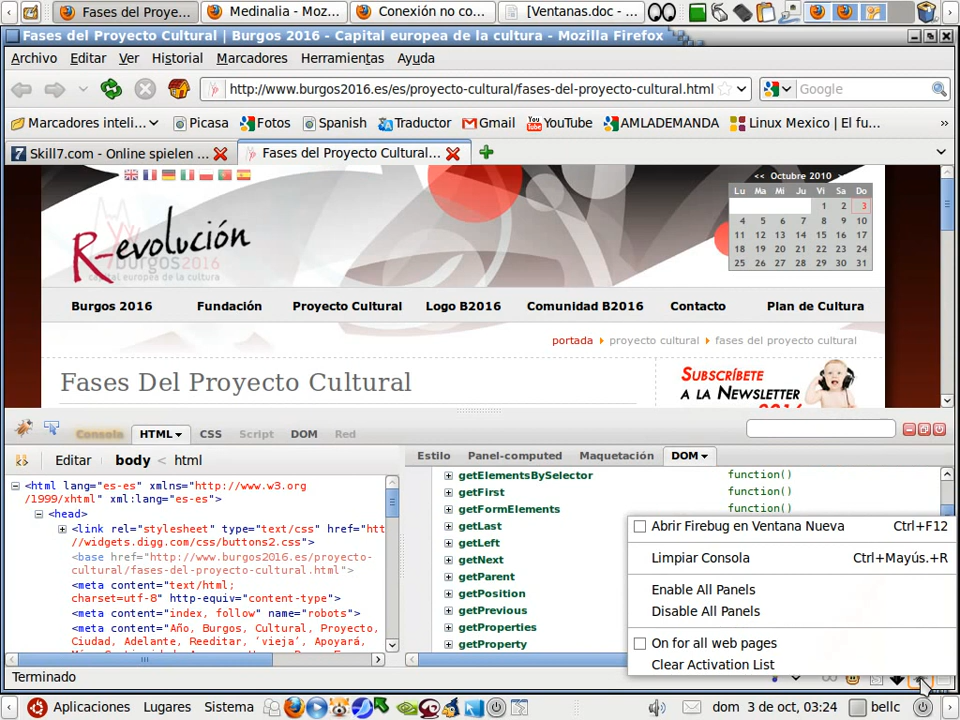 Fases del Proye...
Medinalia - Moz...
Conexión no co...
[Ventanas.doc - ...
Fases del Proyecto Cultural | Burgos 2016 - Capital europea de la cultura - Mozilla Firefox
Archivo Editar Ver Historial Marcadores Herramientas Ayuda
http://www.burgos2016.es/es/proyecto-cultural/fases-del-proyecto-cultural.html
Google
Marcadores inteli... Picasa Fotos Spanish Traductor Gmail YouTube AMLADEMANDA Linux Mexico | El fu... »
Skill7.com - Online spielen ...
Fases del Proyecto Cultural...
<< Octubre 2010 >>
Lu Ma Mi Ju Vi Sa Do
1 2 3
4 5 6 7 8 9 10
11 12 13 14 15 16 17
18 19 20 21 22 23 24
25 26 27 28 29 30 31
R-evolución
burgos2016
capital europea de la cultura
Burgos 2016 Fundación Proyecto Cultural Logo B2016 Comunidad B2016 Contacto Plan de Cultura
portada proyecto cultural fases del proyecto cultural
Fases Del Proyecto Cultural
Subscríbete
a la Newsletter
2016
Consola HTML CSS Script DOM Red
Editar body < html
Estilo Panel-computed Maquetación DOM
<html lang="es-es" xmlns="http://www.w3.org
/1999/xhtml" xml:lang="es-es">
<head>
<link rel="stylesheet" type="text/css" href="htt
//widgets.digg.com/css/buttons2.css">
<base href="http://www.burgos2016.es/proyecto-
cultural/fases-del-proyecto-cultural.html">
<meta content="text/html;
charset=utf-8" http-equiv="content-type">
<meta content="index, follow" name="robots">
<meta content="Año, Burgos, Cultural, Proyecto,
Ciudad, Adelante, Reeditar, 'vieja', Apoyará,
getElementsBySelector function()
getFirst function()
getFormElements function()
getLast
getLeft
getNext
getParent
getPosition
getPrevious
getProperties
getProperty
Abrir Firebug en Ventana Nueva Ctrl+F12
Limpiar Consola Ctrl+Mayús.+R
Enable All Panels
Disable All Panels
On for all web pages
Clear Activation List
Terminado
Aplicaciones Lugares Sistema
dom 3 de oct, 03:24
bellc